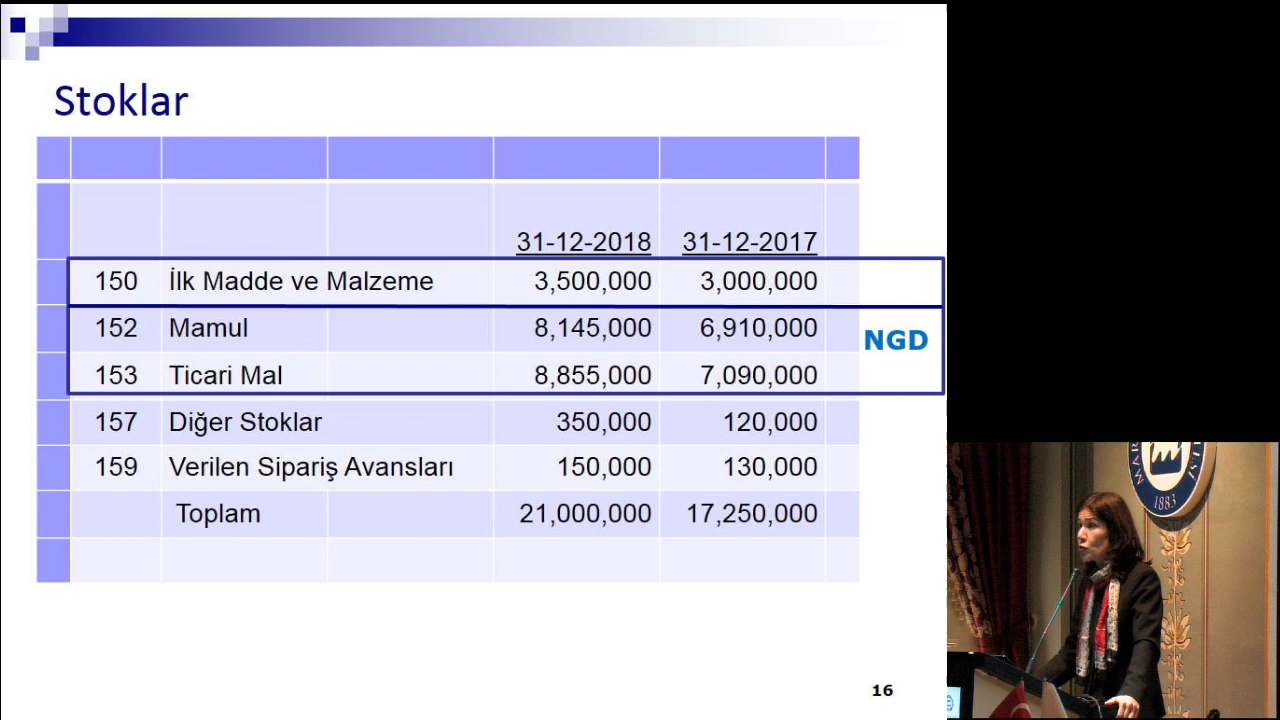 Stoklar
31-12-2018 31-12-2017
150 İlk Madde ve Malzeme 3,500,000 3,000,000
152 Mamul 8,145,000 6,910,000
NGD
153 Ticari Mal 8,855,000 7,090,000
157 Diğer Stoklar 350,000 120,000
159 Verilen Sipariş Avansları 150,000 130,000
Toplam 21,000,000 17,250,000
16
1883